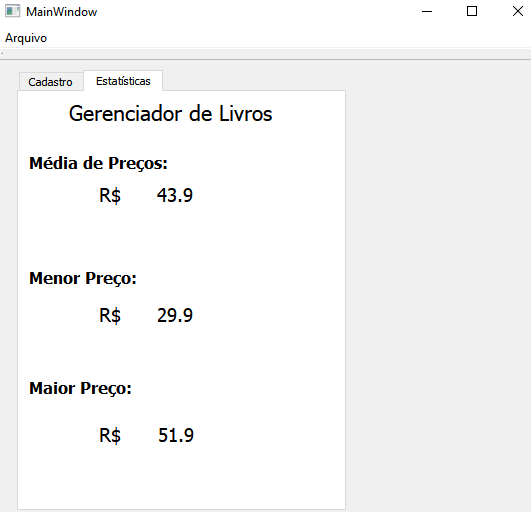 MainWindow
Arquivo
Cadastro Estatísticas
Gerenciador de Livros
Média de Preços:
R$ 43.9
Menor Preço:
R$ 29.9
Maior Preço:
R$ 51.9